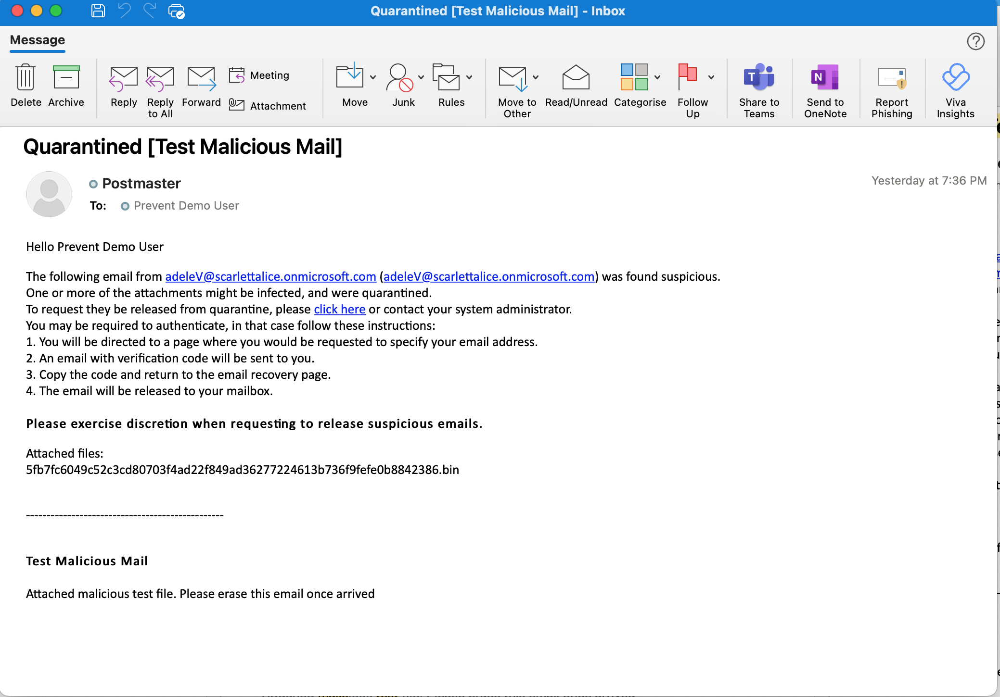 Quarantined [Test Malicious Mail] - Inbox
Message
Delete
Archive
Reply
Reply to All
Forward
Meeting
Attachment
Move
Junk
Rules
Move to Other
Read/Unread
Categorise
Follow Up
Share to Teams
Send to OneNote
Report Phishing
Viva Insights
Quarantined [Test Malicious Mail]
Postmaster
Yesterday at 7:36 PM
To: Prevent Demo User
Hello Prevent Demo User
The following email from adeleV@scarlettalice.onmicrosoft.com (adeleV@scarlettalice.onmicrosoft.com) was found suspicious.
One or more of the attachments might be infected, and were quarantined.
To request they be released from quarantine, please click here or contact your system administrator.
You may be required to authenticate, in that case follow these instructions:
1. You will be directed to a page where you would be requested to specify your email address.
2. An email with verification code will be sent to you.
3. Copy the code and return to the email recovery page.
4. The email will be released to your mailbox.
Please exercise discretion when requesting to release suspicious emails.
Attached files:
5fb7fc6049c52c3cd80703f4ad22f849ad36277224613b736f9fefe0b8842386.bin
------------------------------------------------
Test Malicious Mail
Attached malicious test file. Please erase this email once arrived